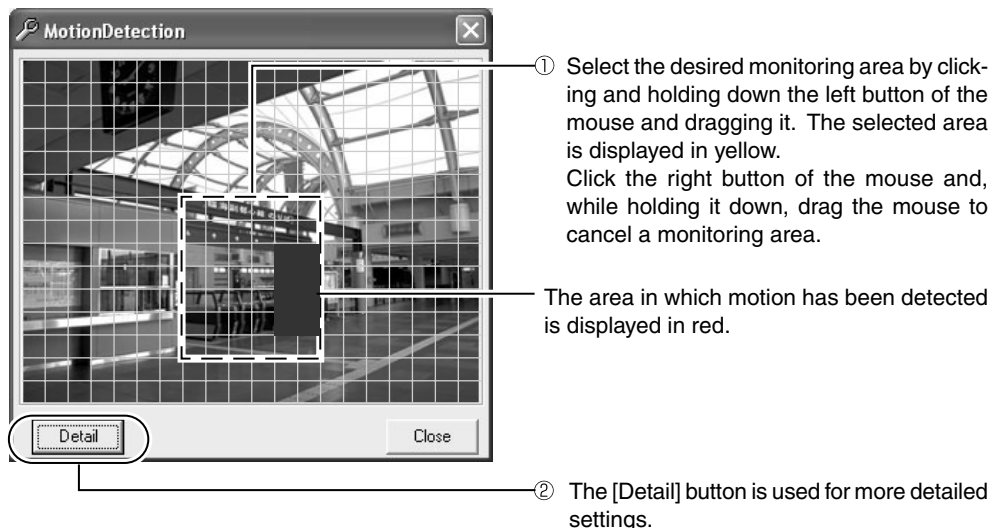 MotionDetection
① Select the desired monitoring area by click-
ing and holding down the left button of the
mouse and dragging it. The selected area
is displayed in yellow.
Click the right button of the mouse and,
while holding it down, drag the mouse to
cancel a monitoring area.
The area in which motion has been detected
is displayed in red.
Detail
Close
② The [Detail] button is used for more detailed
settings.